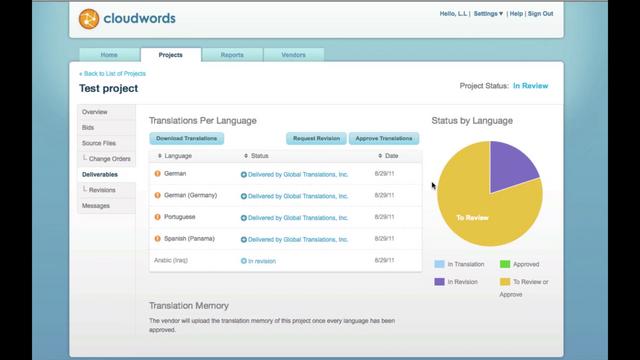 cloudwords
Hello, L.L | Settings ▼ | Help | Sign Out
Home Projects Reports Vendors
« Back to List of Projects
Test project
Project Status: In Review
Overview
Bids
Source Files
Change Orders
Deliverables
Revisions
Messages
Translations Per Language
Download Translations Request Revision Approve Translations
Language Status Date
German Delivered by Global Translations, Inc. 8/29/11
German (Germany) Delivered by Global Translations, Inc. 8/29/11
Portuguese Delivered by Global Translations, Inc. 8/29/11
Spanish (Panama) Delivered by Global Translations, Inc. 8/29/11
Arabic (Iraq) In revision 8/29/11
Translation Memory
The vendor will upload the translation memory of this project once every language has been
approved.
Status by Language
To Review
In Translation Approved
In Revision To Review or
Approve